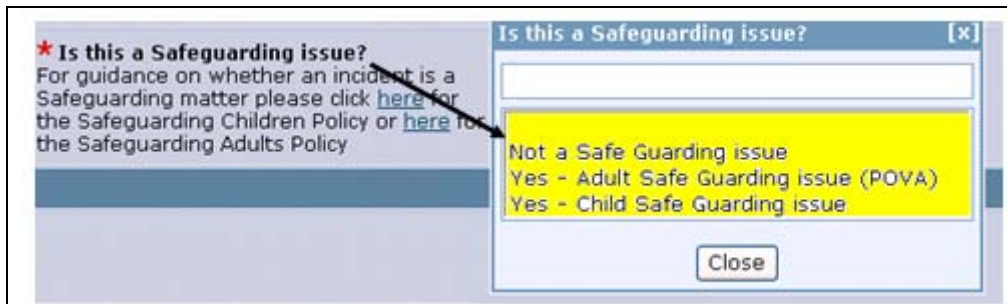 * Is this a Safeguarding issue?
For guidance on whether an incident is a
Safeguarding matter please click here for
the Safeguarding Children Policy or here for
the Safeguarding Adults Policy
Is this a Safeguarding issue? [x]
Not a Safe Guarding issue
Yes - Adult Safe Guarding issue (POVA)
Yes - Child Safe Guarding issue
Close